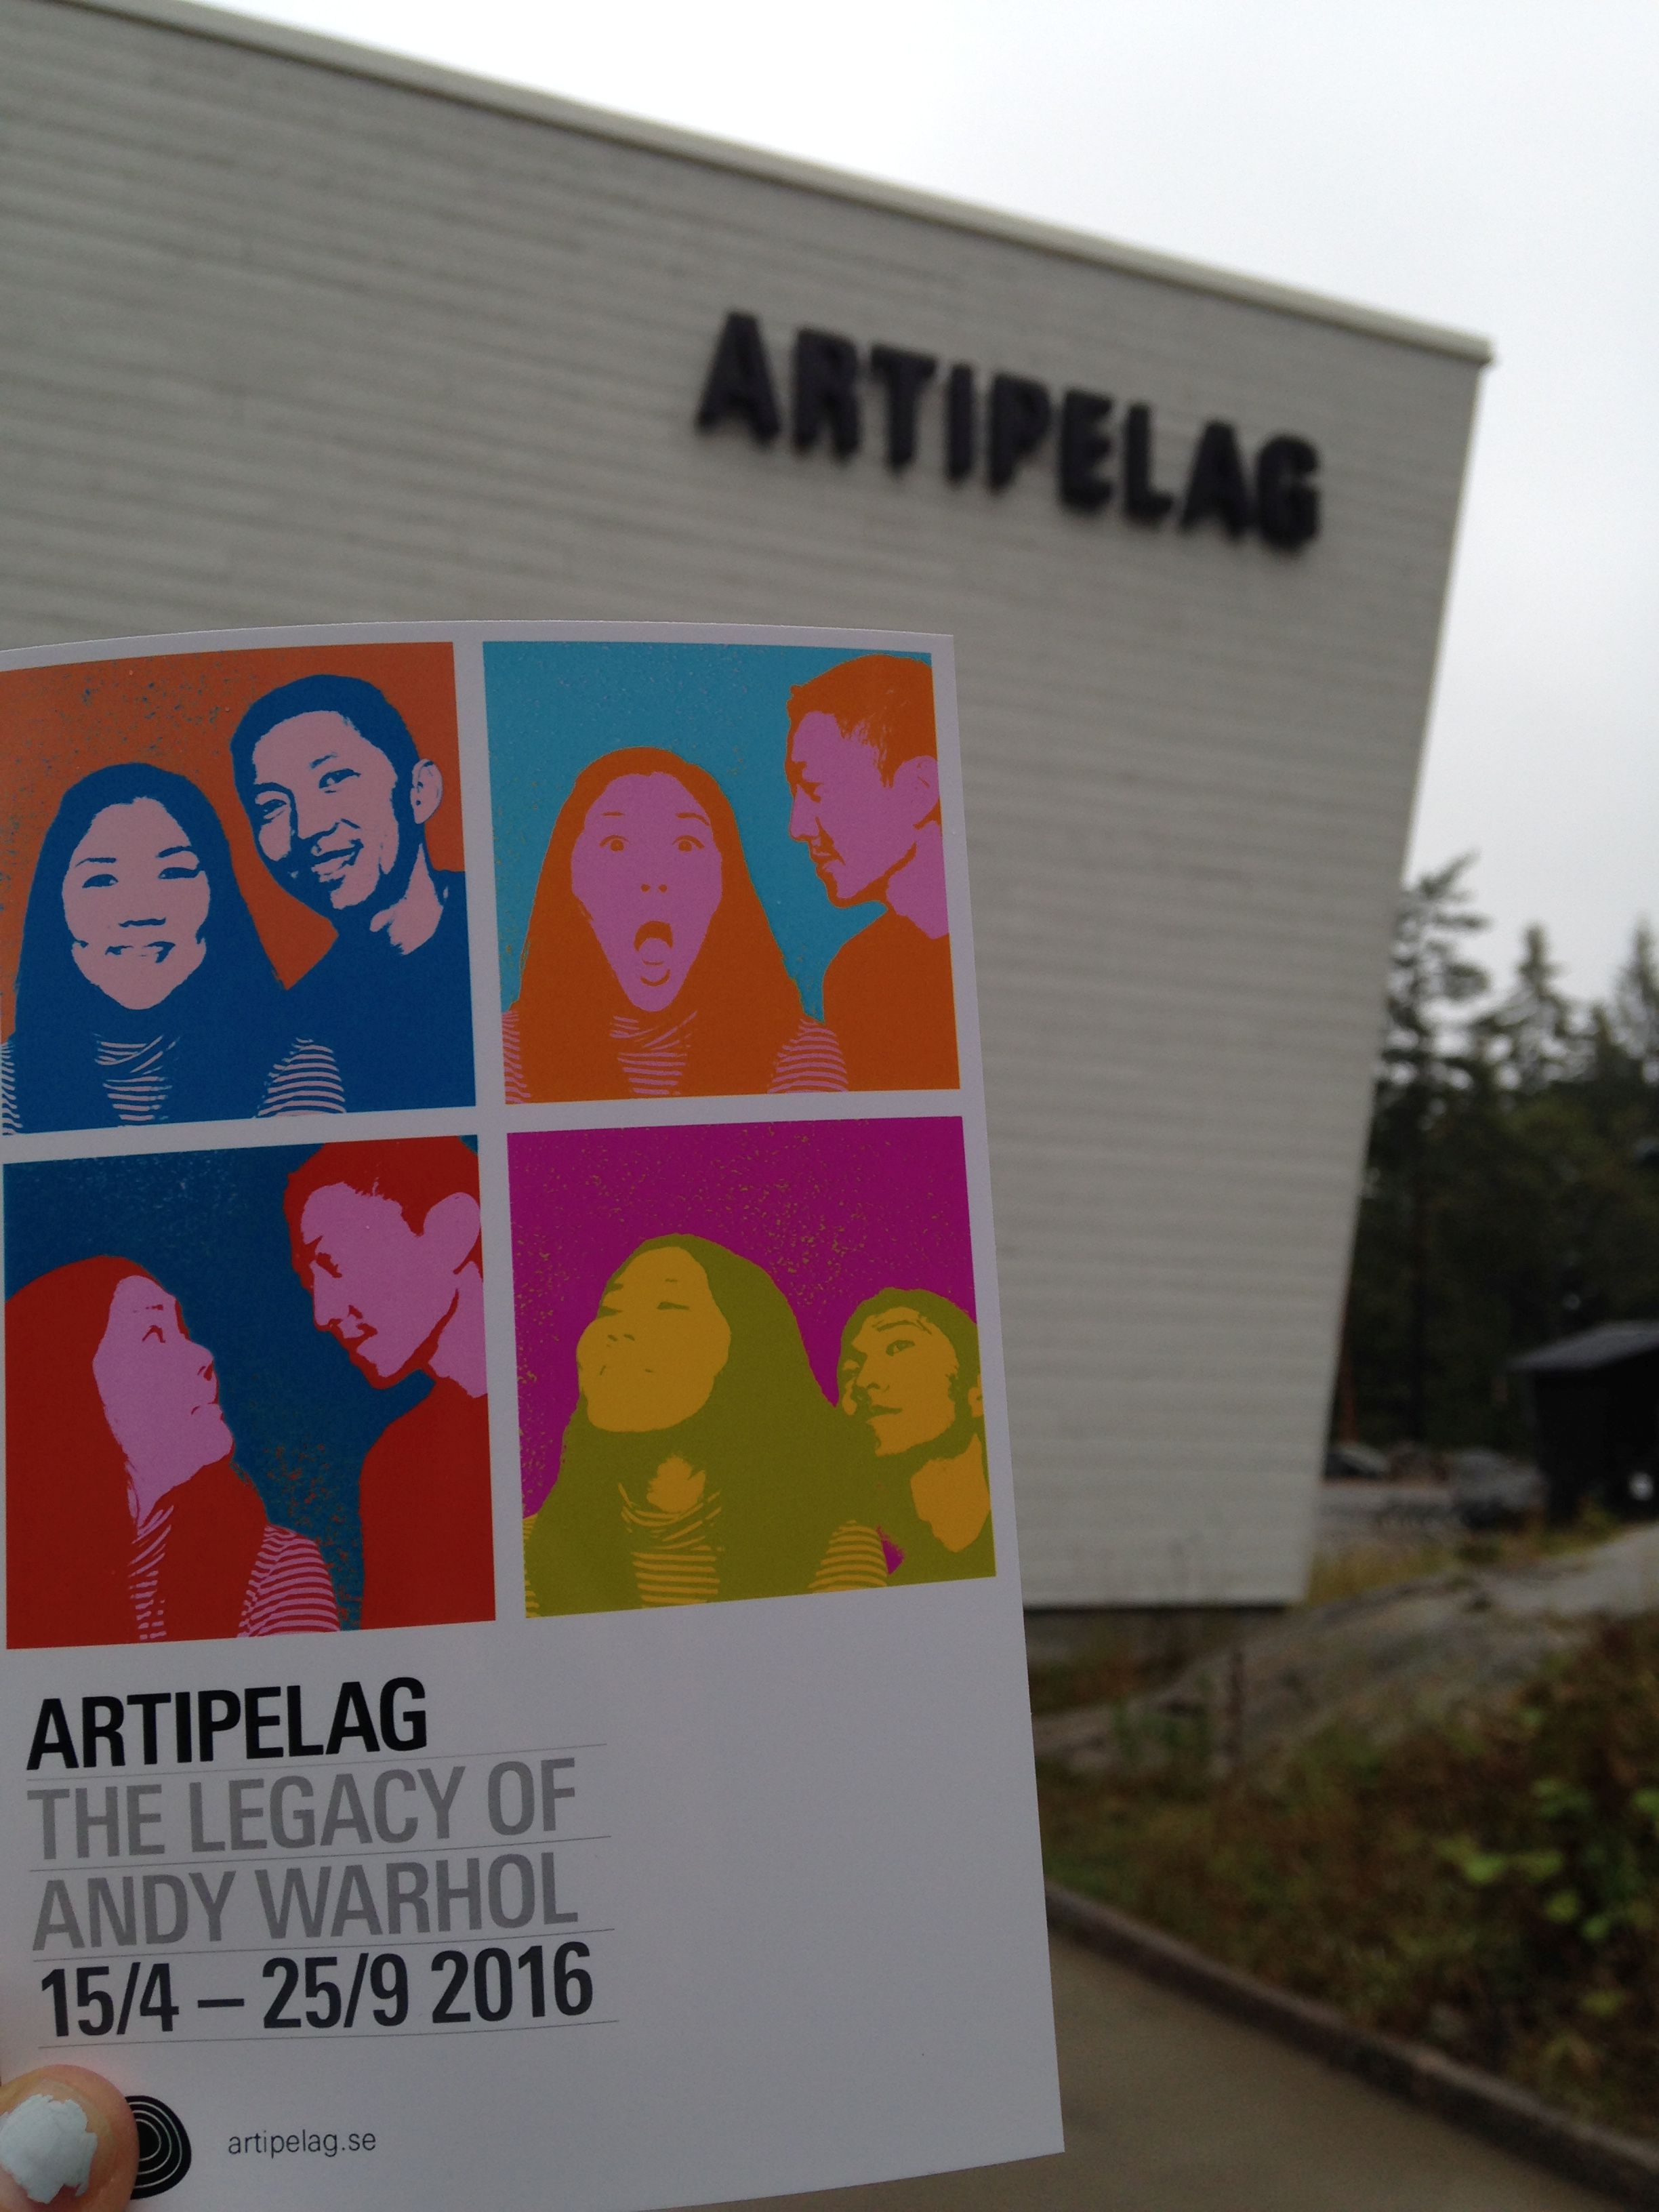 ARTIPELAG
ARTIPELAG
THE LEGACY OF
ANDY WARHOL
15/4 – 25/9 2016
artipelag.se